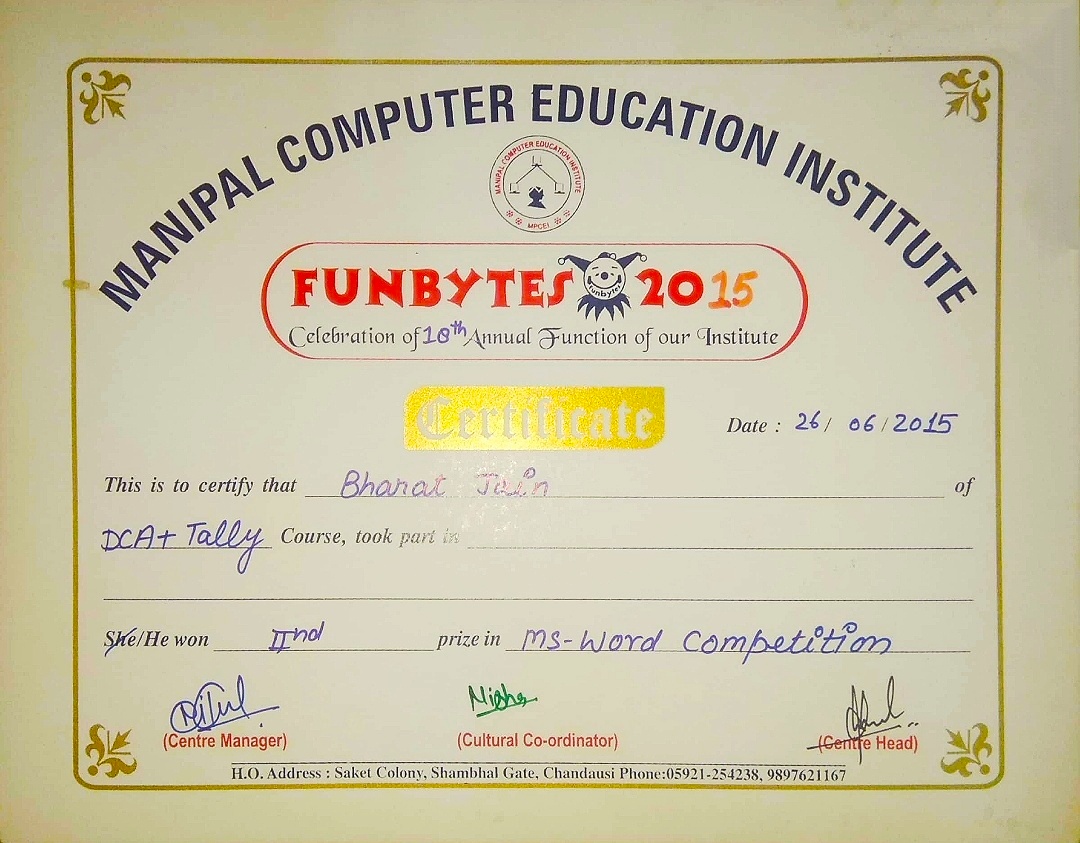 MANIPAL COMPUTER EDUCATION INSTITUTE
MANIPAL COMPUTER EDUCATION INSTITUTE
MPCEI
FUNBYTES funbytes 2015
Celebration of 10th Annual Function of our Institute
Certificate
Date : 26 / 06 / 2015
This is to certify that Bharat Jain of
DCA + Tally Course, took part in
She/He won IInd prize in MS-Word Competition
Nisha
(Centre Manager) (Cultural Co-ordinator) (Centre Head)
H.O. Address : Saket Colony, Shambhal Gate, Chandausi Phone:05921-254238, 9897621167